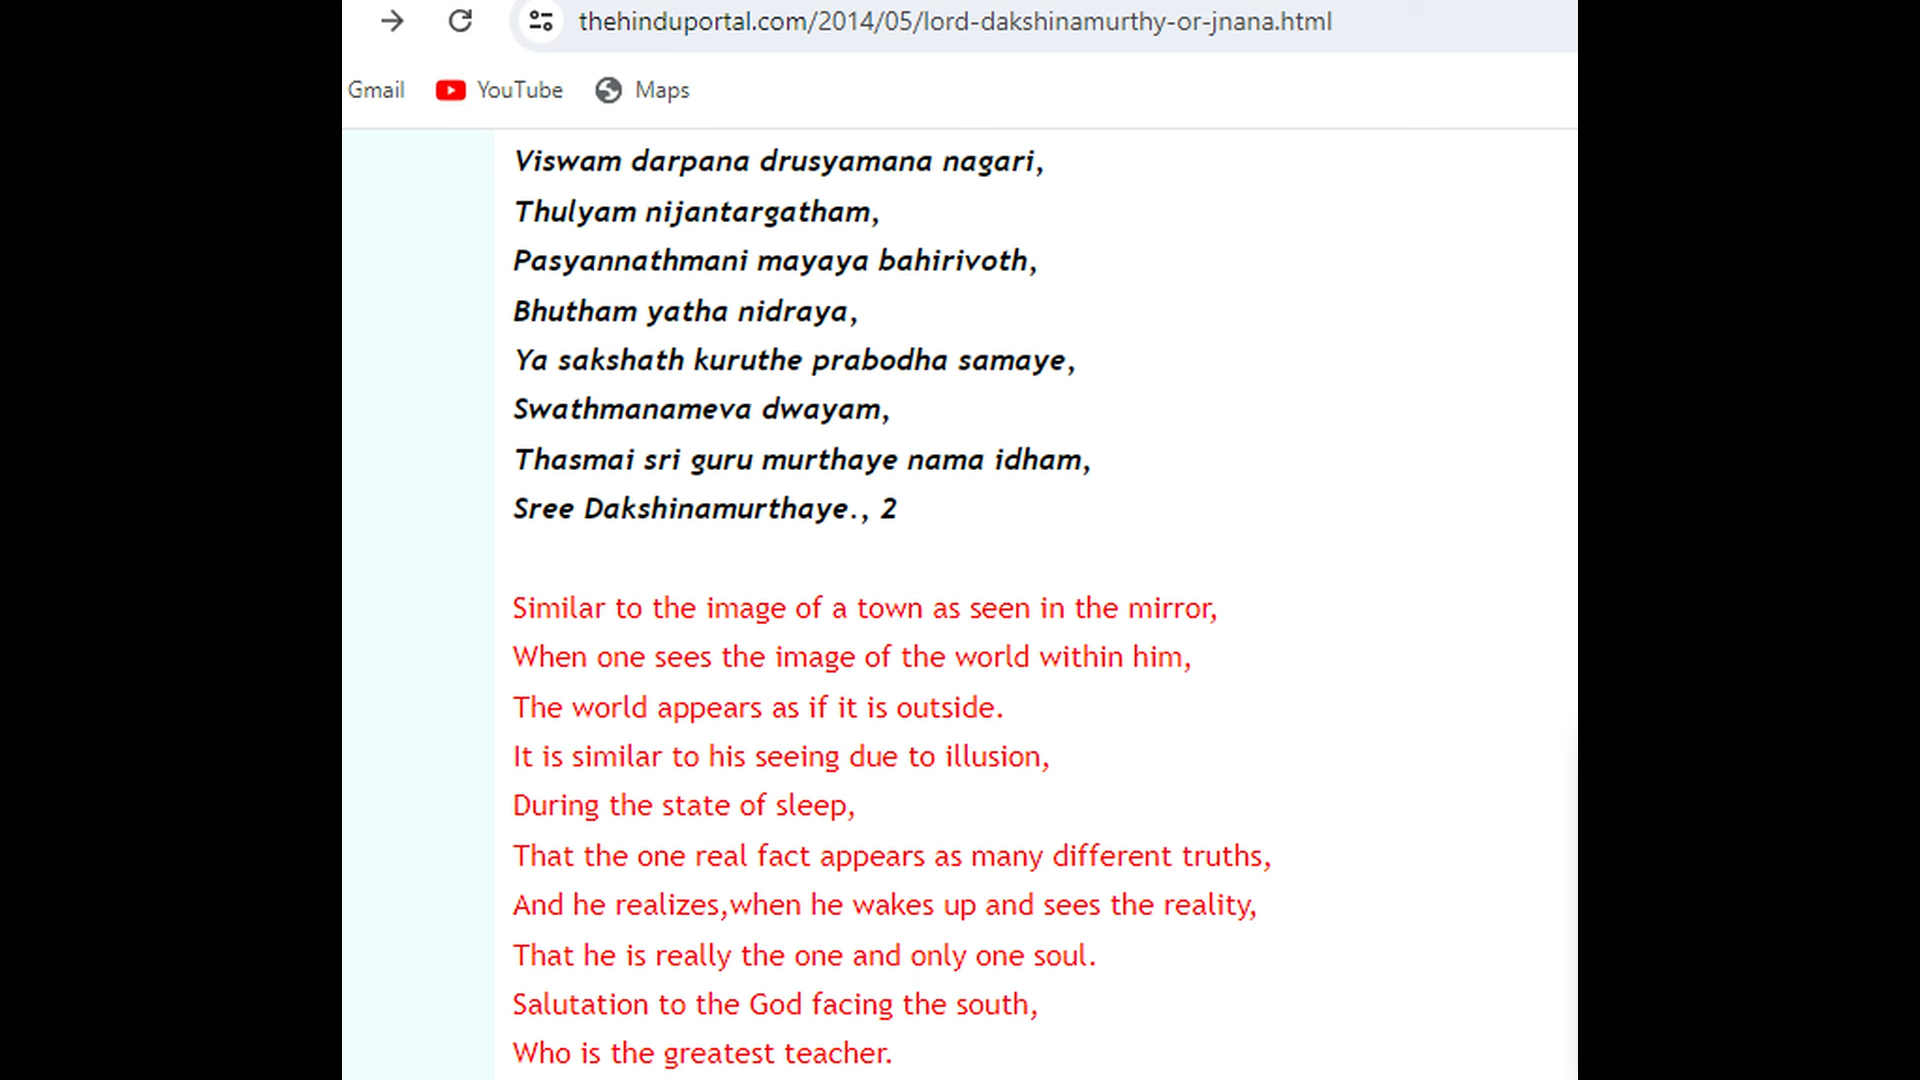 thehinduportal.com/2014/05/lord-dakshinamurthy-or-jnana.html
Gmail YouTube Maps
Viswam darpana drusyamana nagari,
Thulyam nijantargatham,
Pasyannathmani mayaya bahirivoth,
Bhutham yatha nidraya,
Ya sakshath kuruthe prabodha samaye,
Swathmanameva dwayam,
Thasmai sri guru murthaye nama idham,
Sree Dakshinamurthaye., 2
Similar to the image of a town as seen in the mirror,
When one sees the image of the world within him,
The world appears as if it is outside.
It is similar to his seeing due to illusion,
During the state of sleep,
That the one real fact appears as many different truths,
And he realizes,when he wakes up and sees the reality,
That he is really the one and only one soul.
Salutation to the God facing the south,
Who is the greatest teacher.